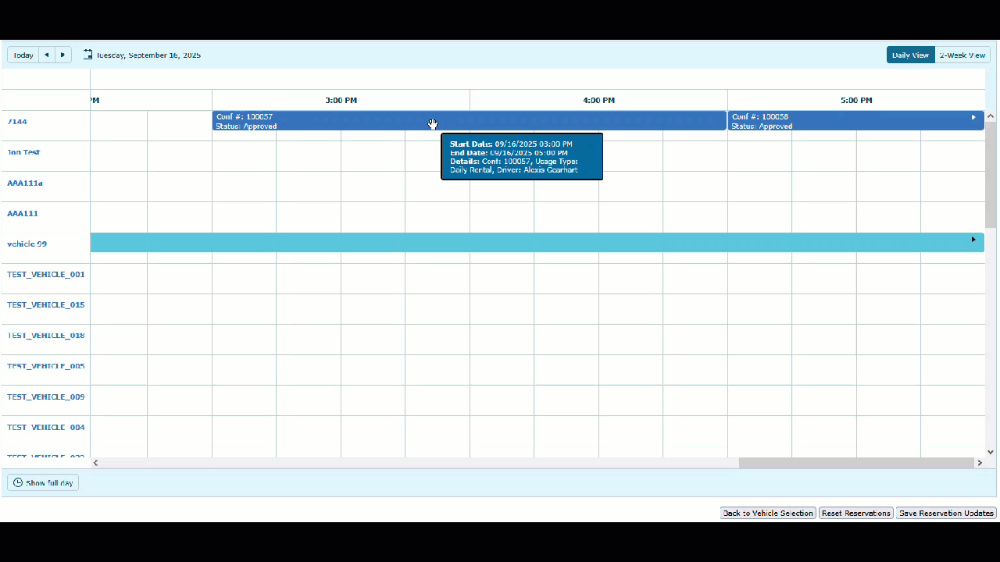 Today
Tuesday, September 16, 2025
Daily View
2-Week View
PM
3:00 PM
4:00 PM
5:00 PM
7144
Conf #: 100057
Status: Approved
Conf #: 100058
Status: Approved
Start Date: 09/16/2025 03:00 PM
End Date: 09/16/2025 05:00 PM
Details: Conf: 100057, Usage Type:
Daily Rental, Driver: Alexis Gearhart
Jon Test
AAA111a
AAA111
vehicle 99
TEST_VEHICLE_001
TEST_VEHICLE_015
TEST_VEHICLE_018
TEST_VEHICLE_005
TEST_VEHICLE_009
TEST_VEHICLE_004
Show full day
Back to Vehicle Selection
Reset Reservations
Save Reservation Updates